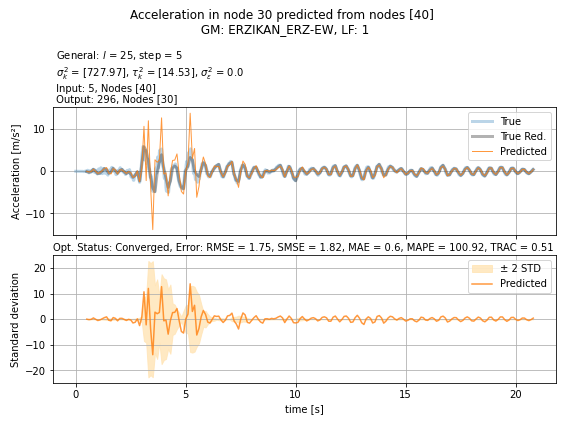 Acceleration in node 30 predicted from nodes [40]
GM: ERZIKAN_ERZ-EW, LF: 1
General: l = 25, step = 5
σ²ₖ = [727.97], τ²ₖ = [14.53], σ²ε = 0.0
Input: 5, Nodes [40]
Output: 296, Nodes [30]
Acceleration [m/s²]
10
0
−10
True
True Red.
Predicted
Opt. Status: Converged, Error: RMSE = 1.75, SMSE = 1.82, MAE = 0.6, MAPE = 100.92, TRAC = 0.51
Standard deviation
20
10
0
−10
−20
± 2 STD
Predicted
0 5 10 15 20
time [s]